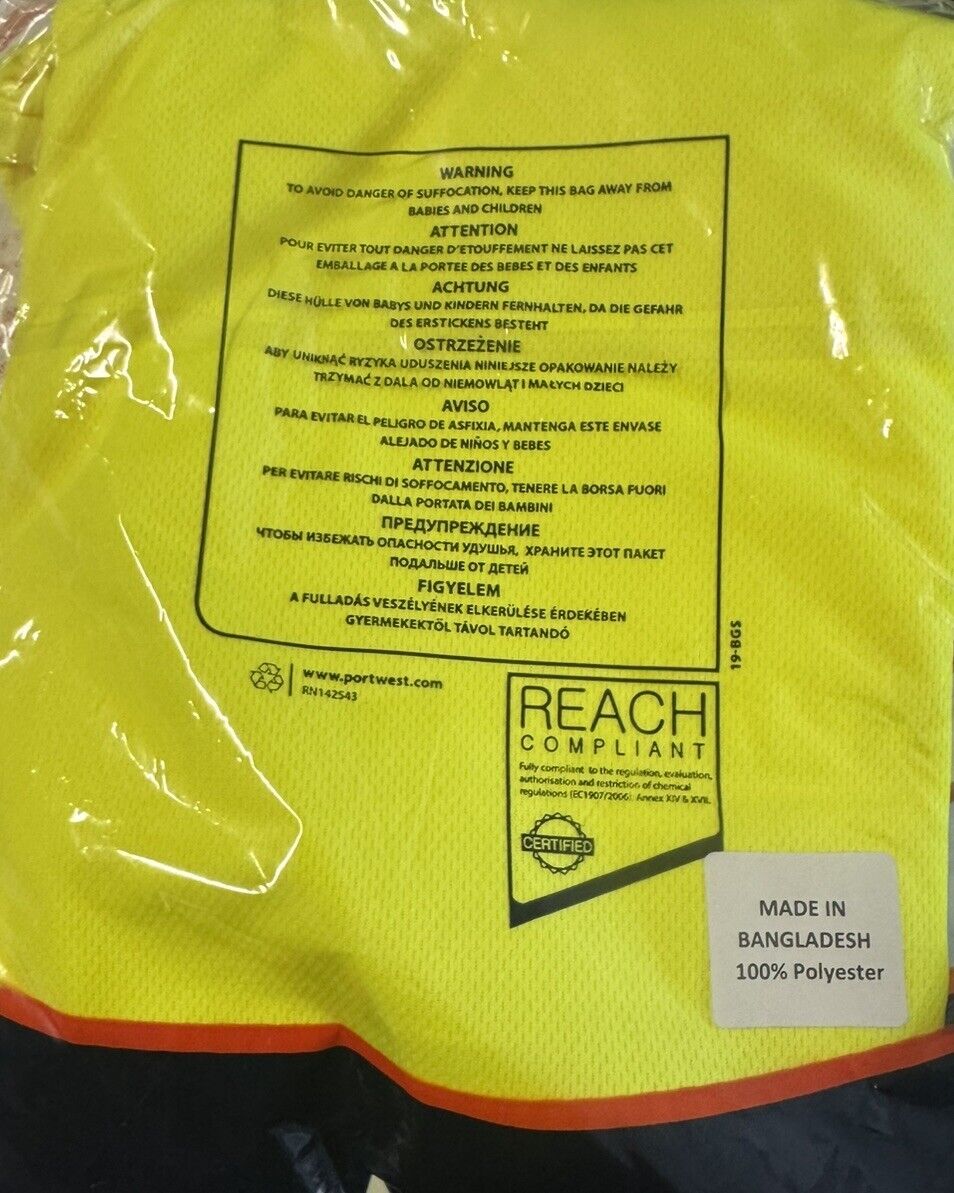 WARNING
TO AVOID DANGER OF SUFFOCATION, KEEP THIS BAG AWAY FROM
BABIES AND CHILDREN
ATTENTION
POUR EVITER TOUT DANGER D'ETOUFFEMENT NE LAISSEZ PAS CET
EMBALLAGE A LA PORTEE DES BEBES ET DES ENFANTS
ACHTUNG
DIESE HÜLLE VON BABYS UND KINDERN FERNHALTEN, DA DIE GEFAHR
DES ERSTICKENS BESTEHT
OSTRZEŻENIE
ABY UNIKNĄĆ RYZYKA UDUSZENIA NINIEJSZE OPAKOWANIE NALEŻY
TRZYMAĆ Z DALA OD NIEMOWLĄT I MAŁYCH DZIECI
AVISO
PARA EVITAR EL PELIGRO DE ASFIXIA, MANTENGA ESTE ENVASE
ALEJADO DE NIÑOS Y BEBES
ATTENZIONE
PER EVITARE RISCHI DI SOFFOCAMENTO, TENERE LA BORSA FUORI
DALLA PORTATA DEI BAMBINI
ПРЕДУПРЕЖДЕНИЕ
ЧТОБЫ ИЗБЕЖАТЬ ОПАСНОСТИ УДУШЬЯ, ХРАНИТЕ ЭТОТ ПАКЕТ
ПОДАЛЬШЕ ОТ ДЕТЕЙ
FIGYELEM
A FULLADÁS VESZÉLYÉNEK ELKERÜLÉSE ÉRDEKÉBEN
GYERMEKEKTŐL TÁVOL TARTANDÓ
19-BGS
www.portwest.com
RN142543
REACH
COMPLIANT
Fully compliant to the regulation, evaluation,
authorisation and restriction of chemical
regulations (EC1907/2006) Annex XIV & XVII.
CERTIFIED
MADE IN
BANGLADESH
100% Polyester